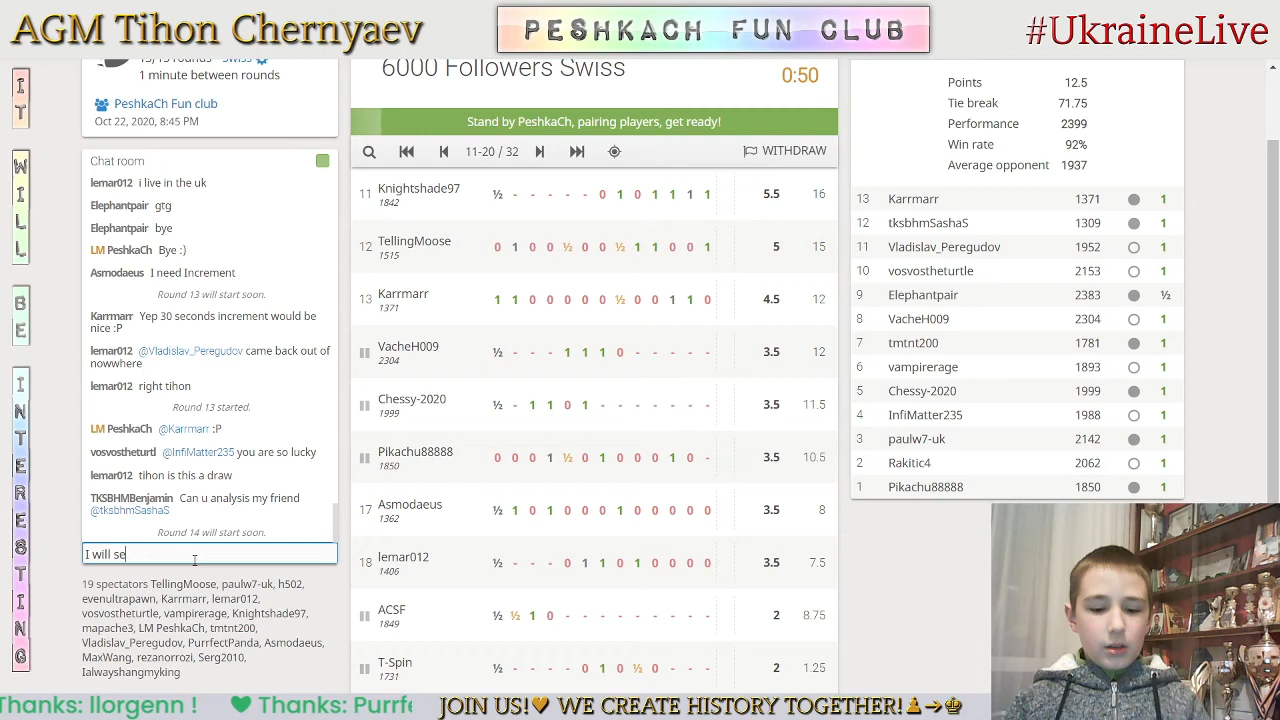 AGM Tihon Chernyaev
PESHKACH FUN CLUB
#UkraineLive
IT WILL BE INTERESTING
1 minute between rounds
PeshkaCh Fun club
Oct 22, 2020, 8:45 PM
Chat room
lemar012 i live in the uk
Elephantpair gtg
Elephantpair bye
LM PeshkaCh Bye :)
Asmodaeus I need Increment
Round 13 will start soon.
Karrmarr Yep 30 seconds increment would be
nice :P
lemar012 @Vladislav_Peregudov came back out of
nowwhere
lemar012 right tihon
Round 13 started.
LM PeshkaCh @Karrmarr :P
vosvostheturtl @InfiMatter235 you are so lucky
lemar012 tihon is this a draw
TKSBHMBenjamin Can u analysis my friend
@tksbhmSashaS
Round 14 will start soon.
I will se
19 spectators TellingMoose, paulw7-uk, h502,
evenultrapawn, Karrmarr, lemar012,
vosvostheturtle, vampirerage, Knightshade97,
mapache3, LM PeshkaCh, tmtnt200,
Vladislav_Peregudov, PurrfectPanda, Asmodaeus,
MaxWang, rezanorrozi, Serg2010,
Ialwayshangmyking
6000 Followers Swiss
0:50
Stand by PeshkaCh, pairing players, get ready!
11-20 / 32
WITHDRAW
11 Knightshade97 ½ - - - - - 0 1 0 1 1 1 1 5.5 16
1842
12 TellingMoose 0 1 0 0 ½ 0 0 ½ 1 1 0 0 1 5 15
1515
13 Karrmarr 1 1 0 0 0 0 0 ½ 0 0 1 1 0 4.5 12
1371
VacheH009 ½ - - - 1 1 1 0 - - - - - 3.5 12
2304
Chessy-2020 ½ - 1 1 0 1 - - - - - - - 3.5 11.5
1999
Pikachu88888 0 0 0 1 ½ 0 1 0 0 0 1 0 - 3.5 10.5
1850
17 Asmodaeus ½ 1 0 1 0 0 1 0 0 0 0 0 0 3.5 8
1362
18 lemar012 ½ - - - 0 1 1 0 1 0 0 0 0 3.5 7.5
1406
ACSF ½ ½ 1 0 - - - - - - - - - 2 8.75
1849
T-Spin ½ - - - - 0 1 0 ½ 0 - - - 2 1.25
1731
Points 12.5
Tie break 71.75
Performance 2399
Win rate 92%
Average opponent 1937
13 Karrmarr 1371 1
12 tksbhmSashaS 1309 1
11 Vladislav_Peregudov 1952 1
10 vosvostheturtle 2153 1
9 Elephantpair 2383 ½
8 VacheH009 2304 1
7 tmtnt200 1781 1
6 vampirerage 1893 1
5 Chessy-2020 1999 1
4 InfiMatter235 1988 1
3 paulw7-uk 2142 1
2 Rakitic4 2062 1
1 Pikachu88888 1850 1
Thanks: llorgenn ! Thanks: Purrfe
JOIN US! WE CREATE HISTORY TOGETHER!